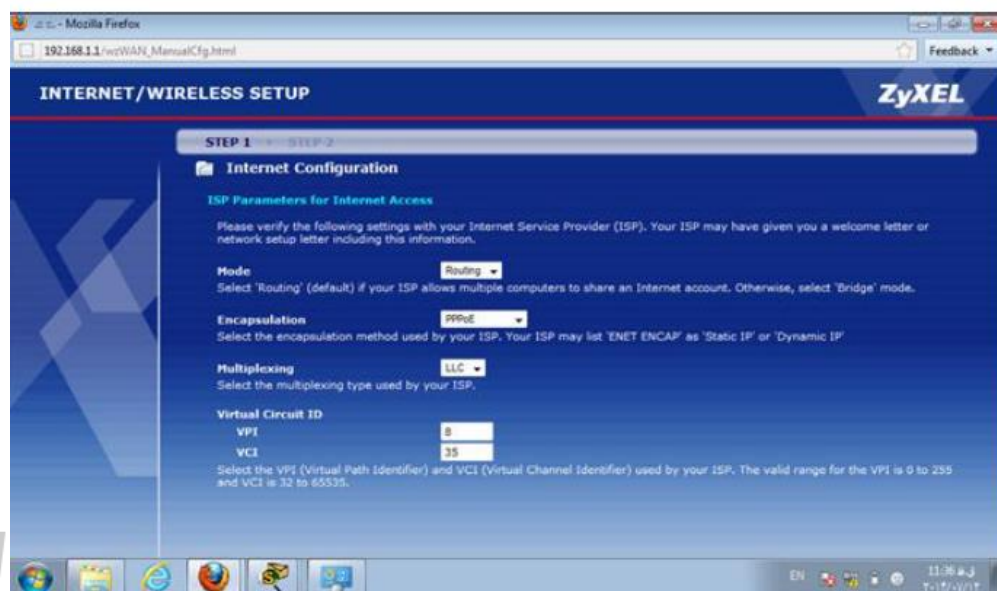 - Mozilla Firefox
192.168.1.1/wzWAN_ManualCfg.html
Feedback
INTERNET/WIRELESS SETUP
ZyXEL
STEP 1 STEP 2
Internet Configuration
ISP Parameters for Internet Access
Please verify the following settings with your Internet Service Provider (ISP). Your ISP may have given you a welcome letter or
network setup letter including this information.
Mode Routing
Select 'Routing' (default) if your ISP allows multiple computers to share an Internet account. Otherwise, select 'Bridge' mode.
Encapsulation PPPoE
Select the encapsulation method used by your ISP. Your ISP may list 'ENET ENCAP' as 'Static IP' or 'Dynamic IP'
Multiplexing LLC
Select the multiplexing type used by your ISP.
Virtual Circuit ID
VPI 8
VCI 35
Select the VPI (Virtual Path Identifier) and VCI (Virtual Channel Identifier) used by your ISP. The valid range for the VPI is 0 to 255
and VCI is 32 to 65535.
EN
11:36 ق.ظ